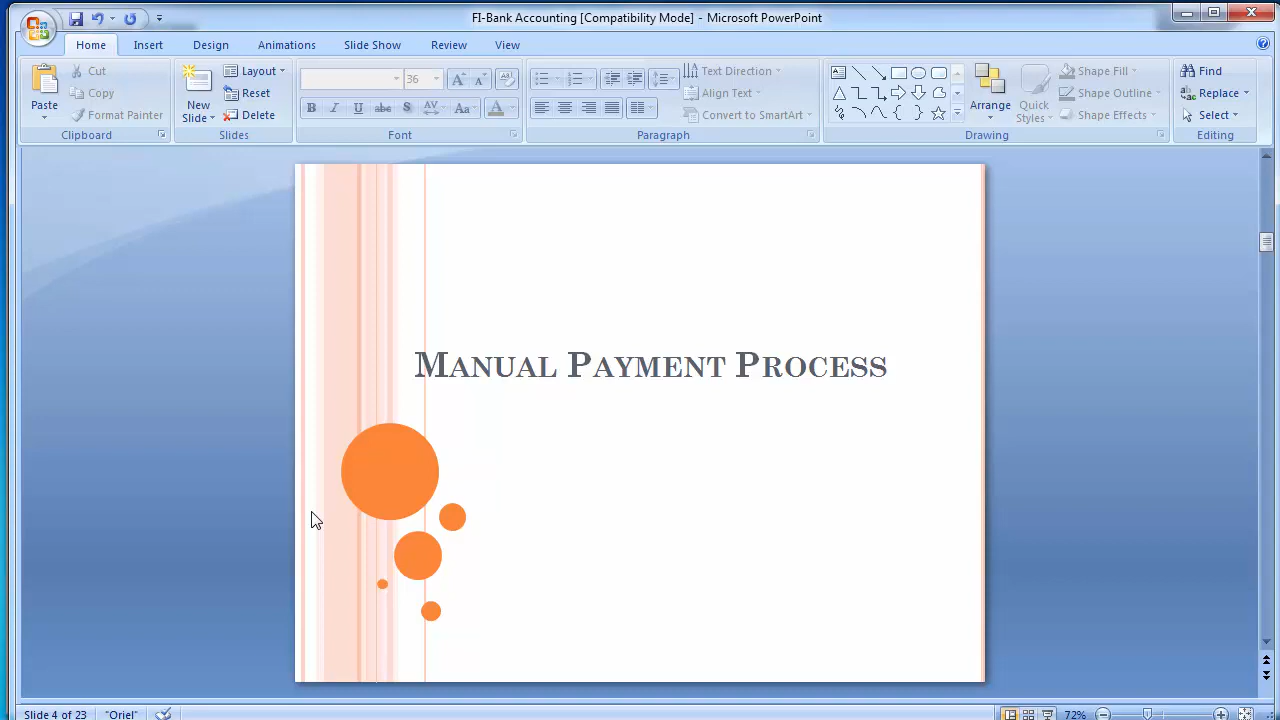 FI-Bank Accounting [Compatibility Mode] - Microsoft PowerPoint
Home Insert Design Animations Slide Show Review View
Paste
Cut
Copy
Format Painter
Clipboard
New Slide
Layout
Reset
Delete
Slides
36
B I U abc S AV Aa A
Font
Text Direction
Align Text
Convert to SmartArt
Paragraph
Arrange
Quick Styles
Shape Fill
Shape Outline
Shape Effects
Drawing
Find
Replace
Select
Editing
MANUAL PAYMENT PROCESS
Slide 4 of 23 "Oriel" 72%